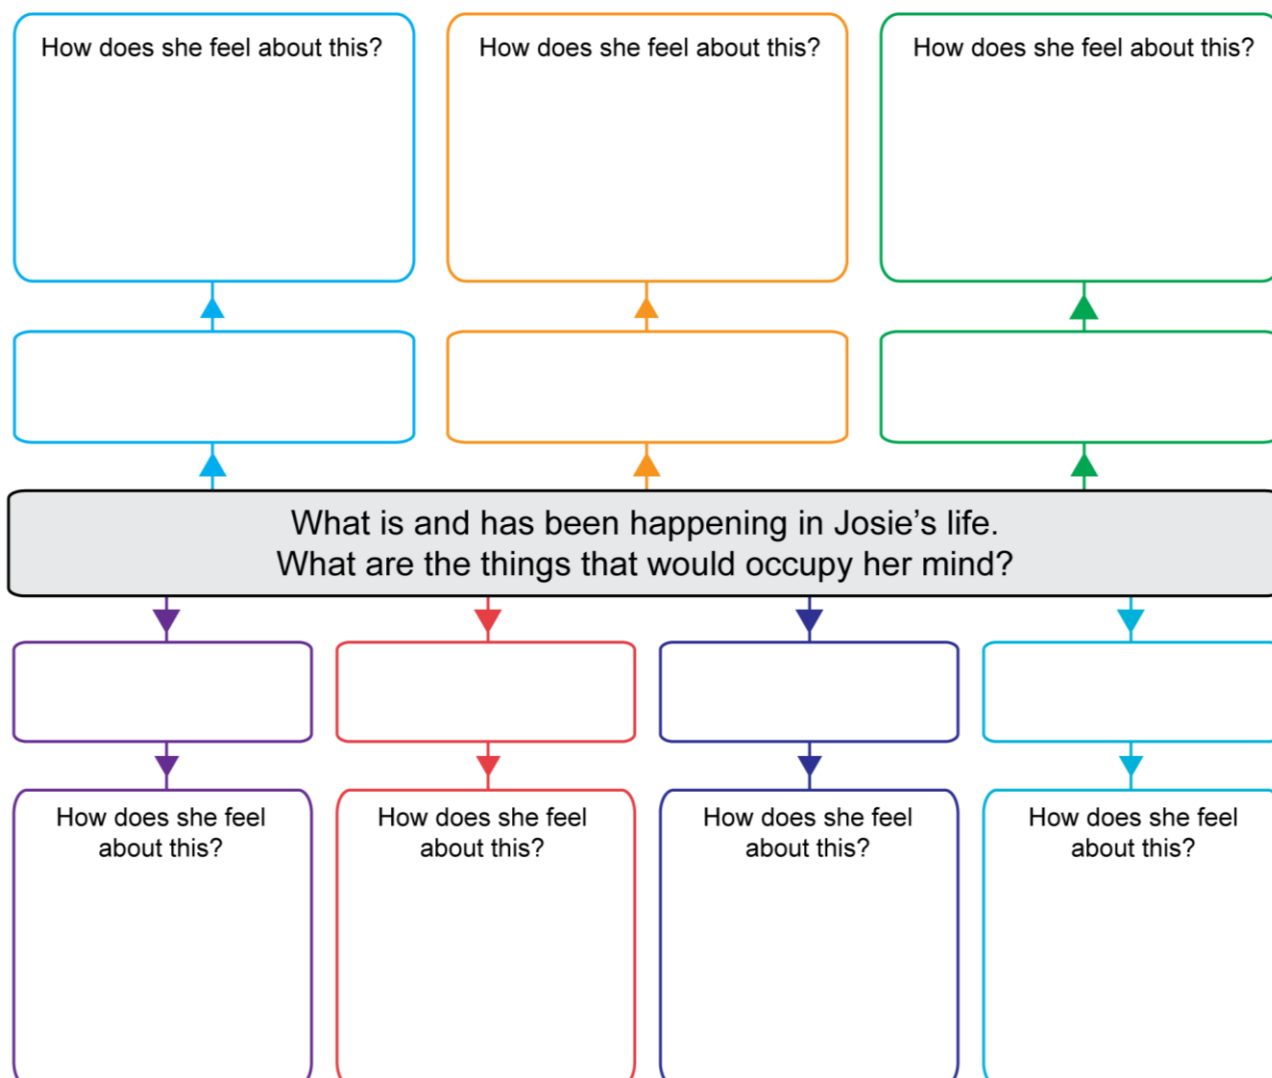 How does she feel about this?
How does she feel about this?
How does she feel about this?
What is and has been happening in Josie’s life.
What are the things that would occupy her mind?
How does she feel
about this?
How does she feel
about this?
How does she feel
about this?
How does she feel
about this?